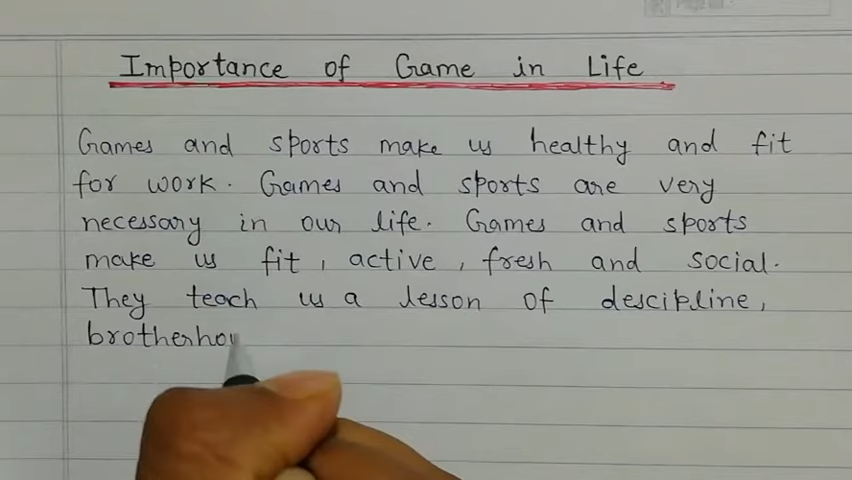 Importance of Game in Life
Games and sports make us healthy and fit
for work. Games and sports are very
necessary in our life. Games and sports
make us fit, active, fresh and social.
They teach us a lesson of descipline,